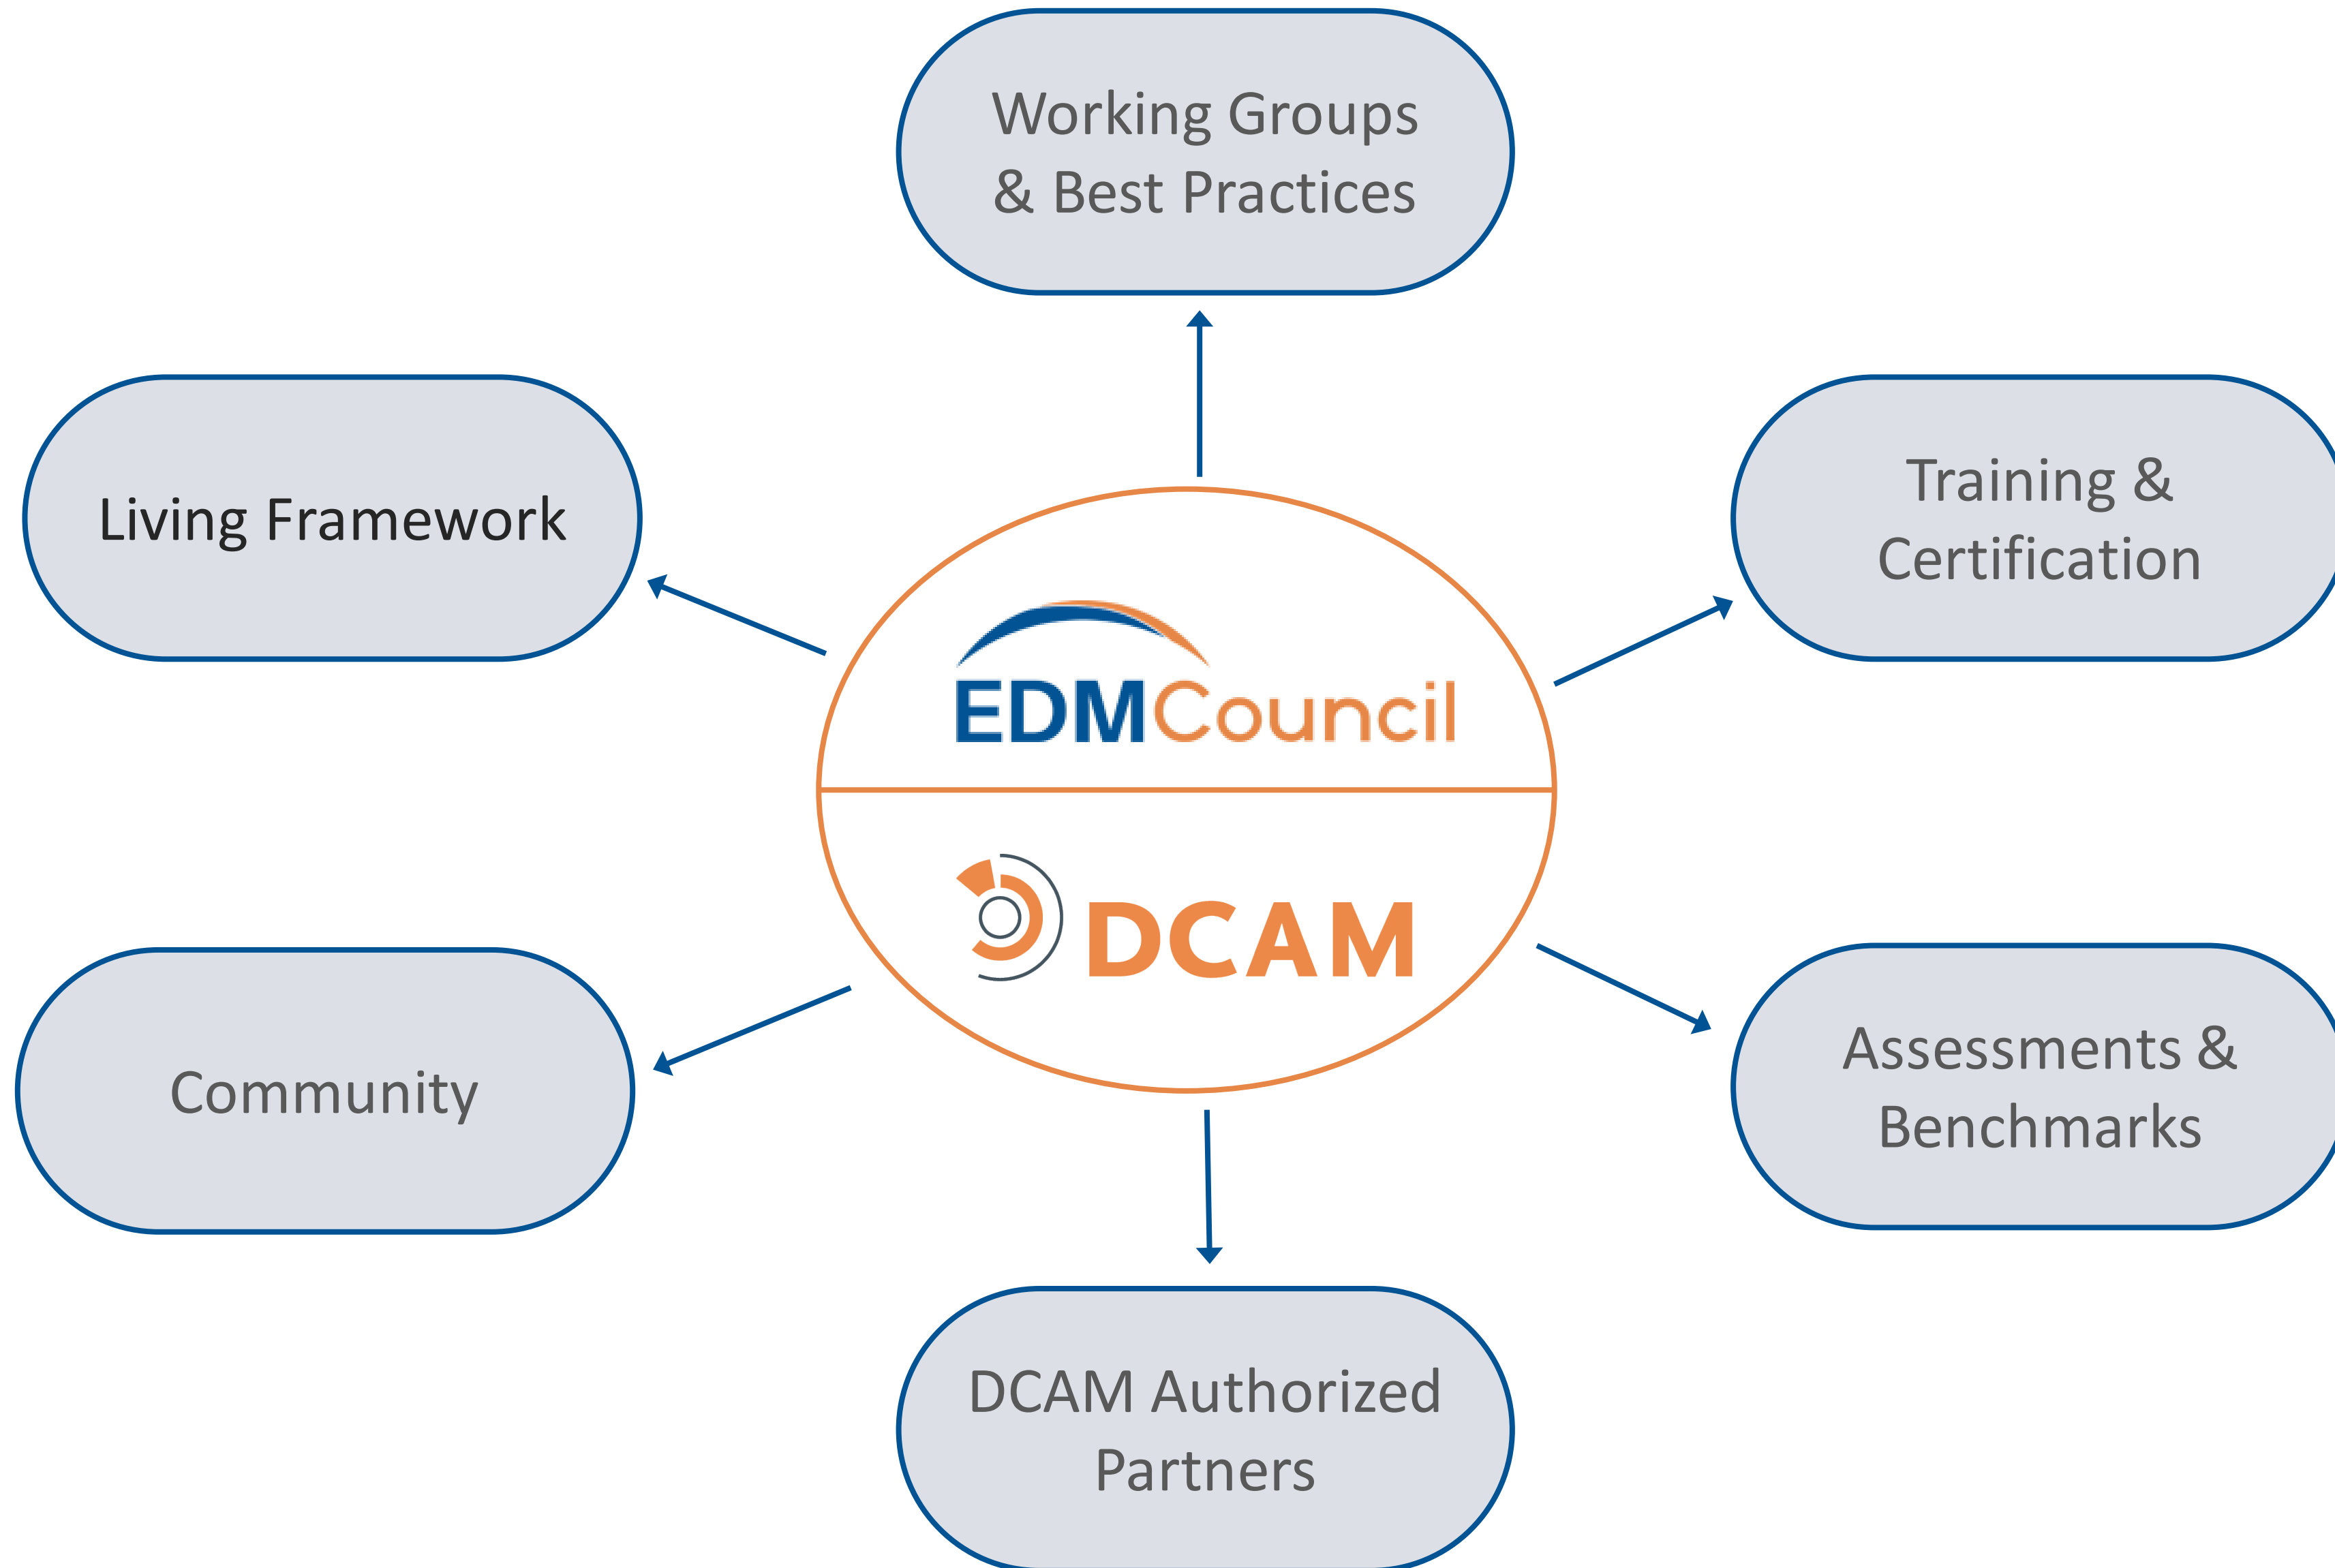 Working Groups
& Best Practices
Living Framework
Training &
Certification
EDMCouncil
DCAM
Community
Assessments &
Benchmarks
DCAM Authorized
Partners